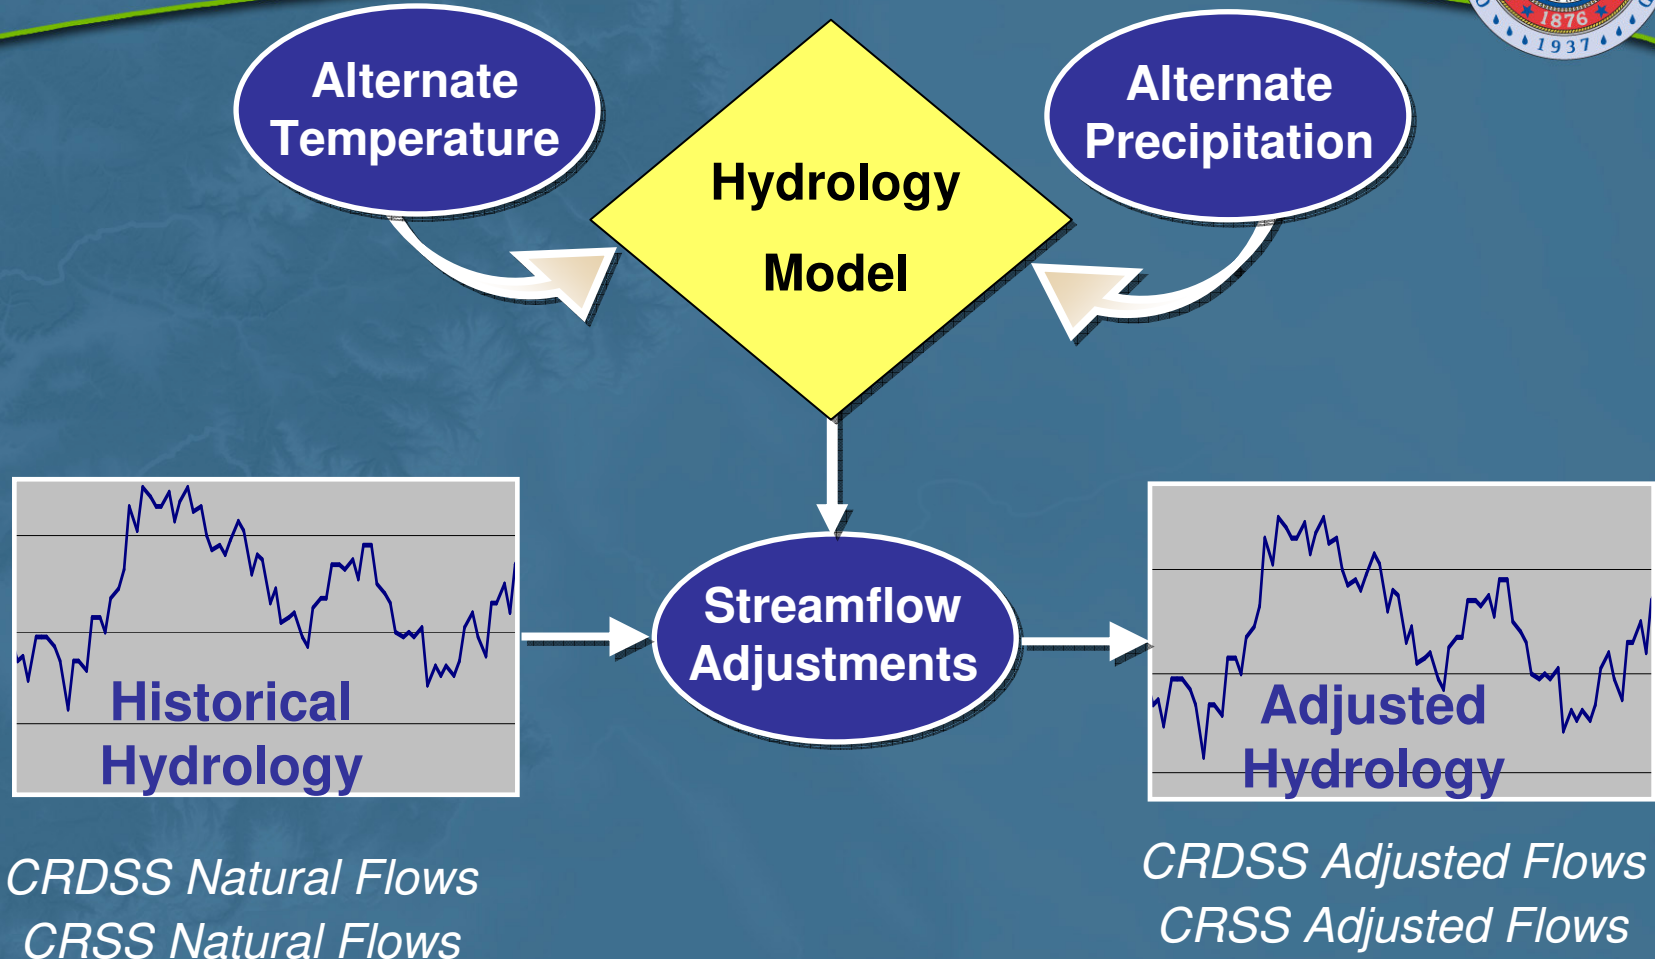 1876
1937
Alternate
Temperature
Hydrology
Model
Alternate
Precipitation
Historical
Hydrology
Streamflow
Adjustments
Adjusted
Hydrology
CRDSS Natural Flows
CRSS Natural Flows
CRDSS Adjusted Flows
CRSS Adjusted Flows